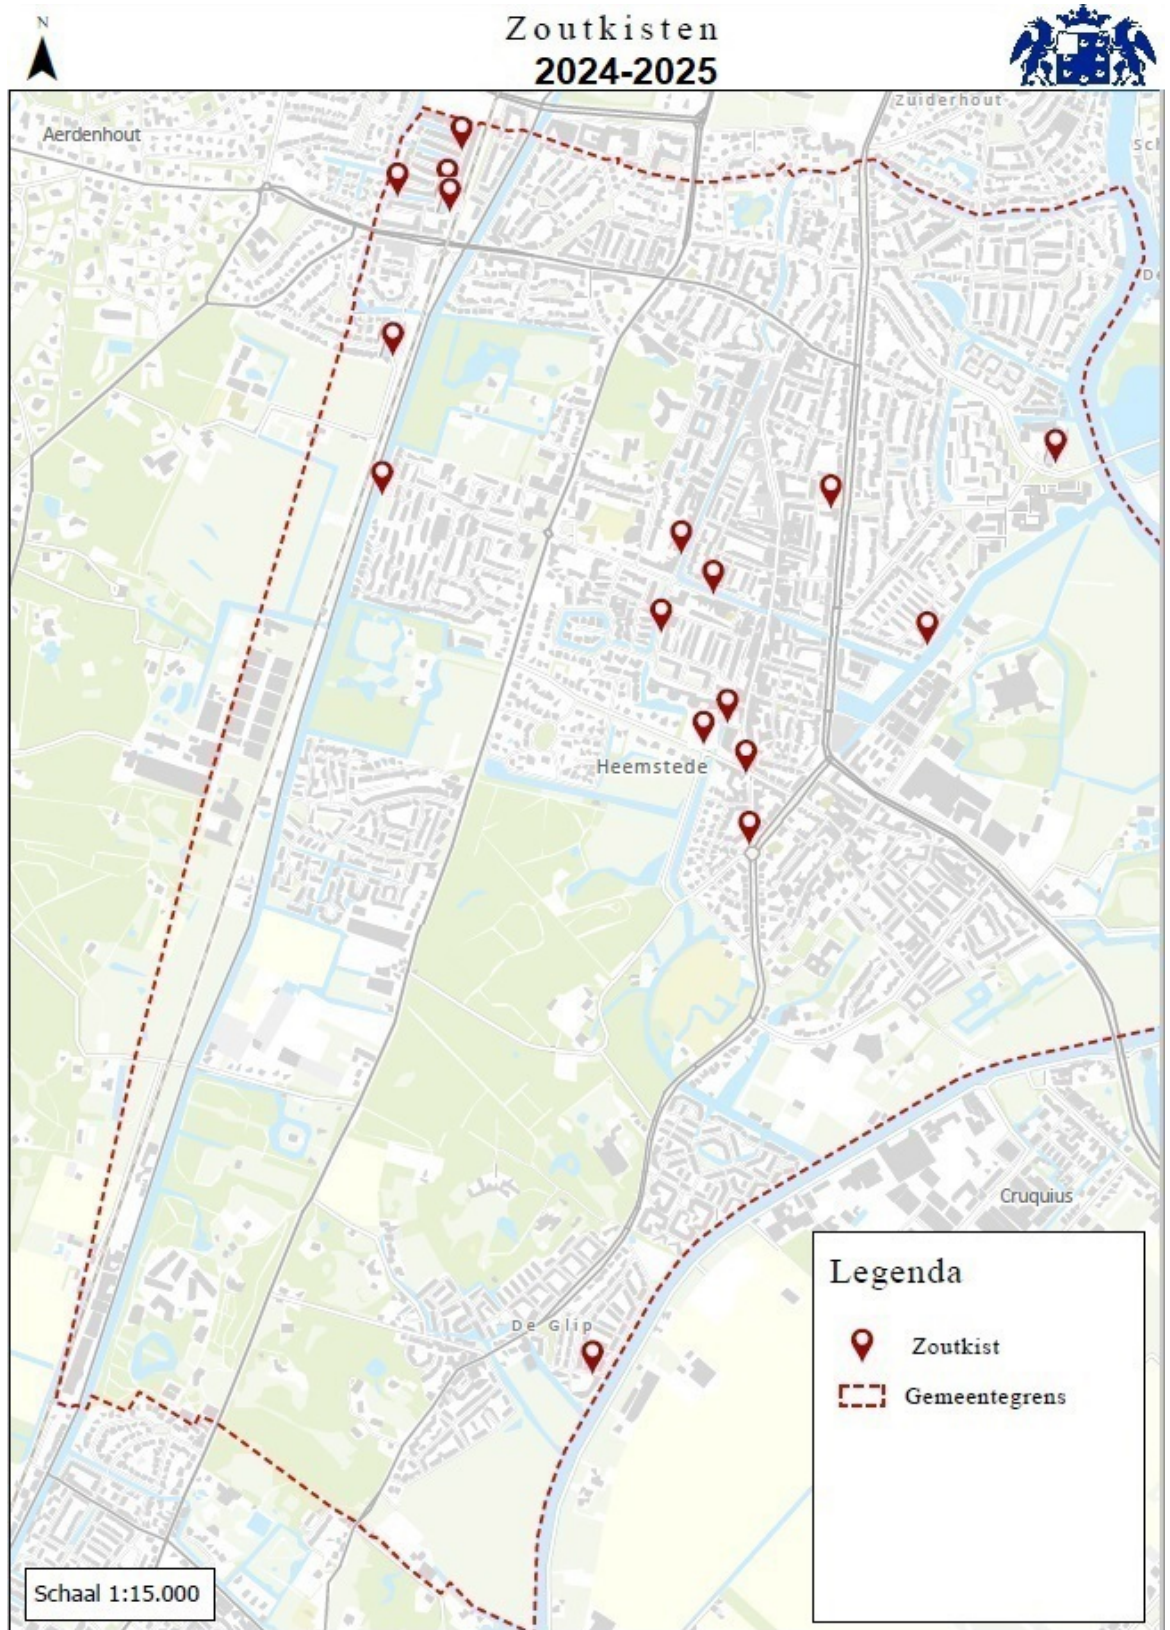 N
Zoutkisten
2024-2025
Aerdenhout
Zuiderhout
Heemstede
Cruquius
De Glip
Legenda
Zoutkist
Gemeentegrens
Schaal 1:15.000